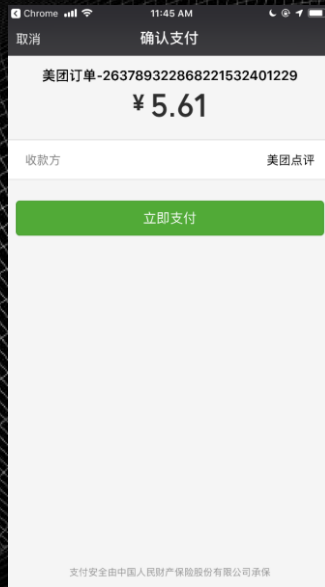 Chrome 11:45 AM
取消 确认支付
美团订单-26378932286822153240​1229
¥5.61
收款方 美团点评
立即支付
支付安全由中国人民财产保险股份有限公司承保